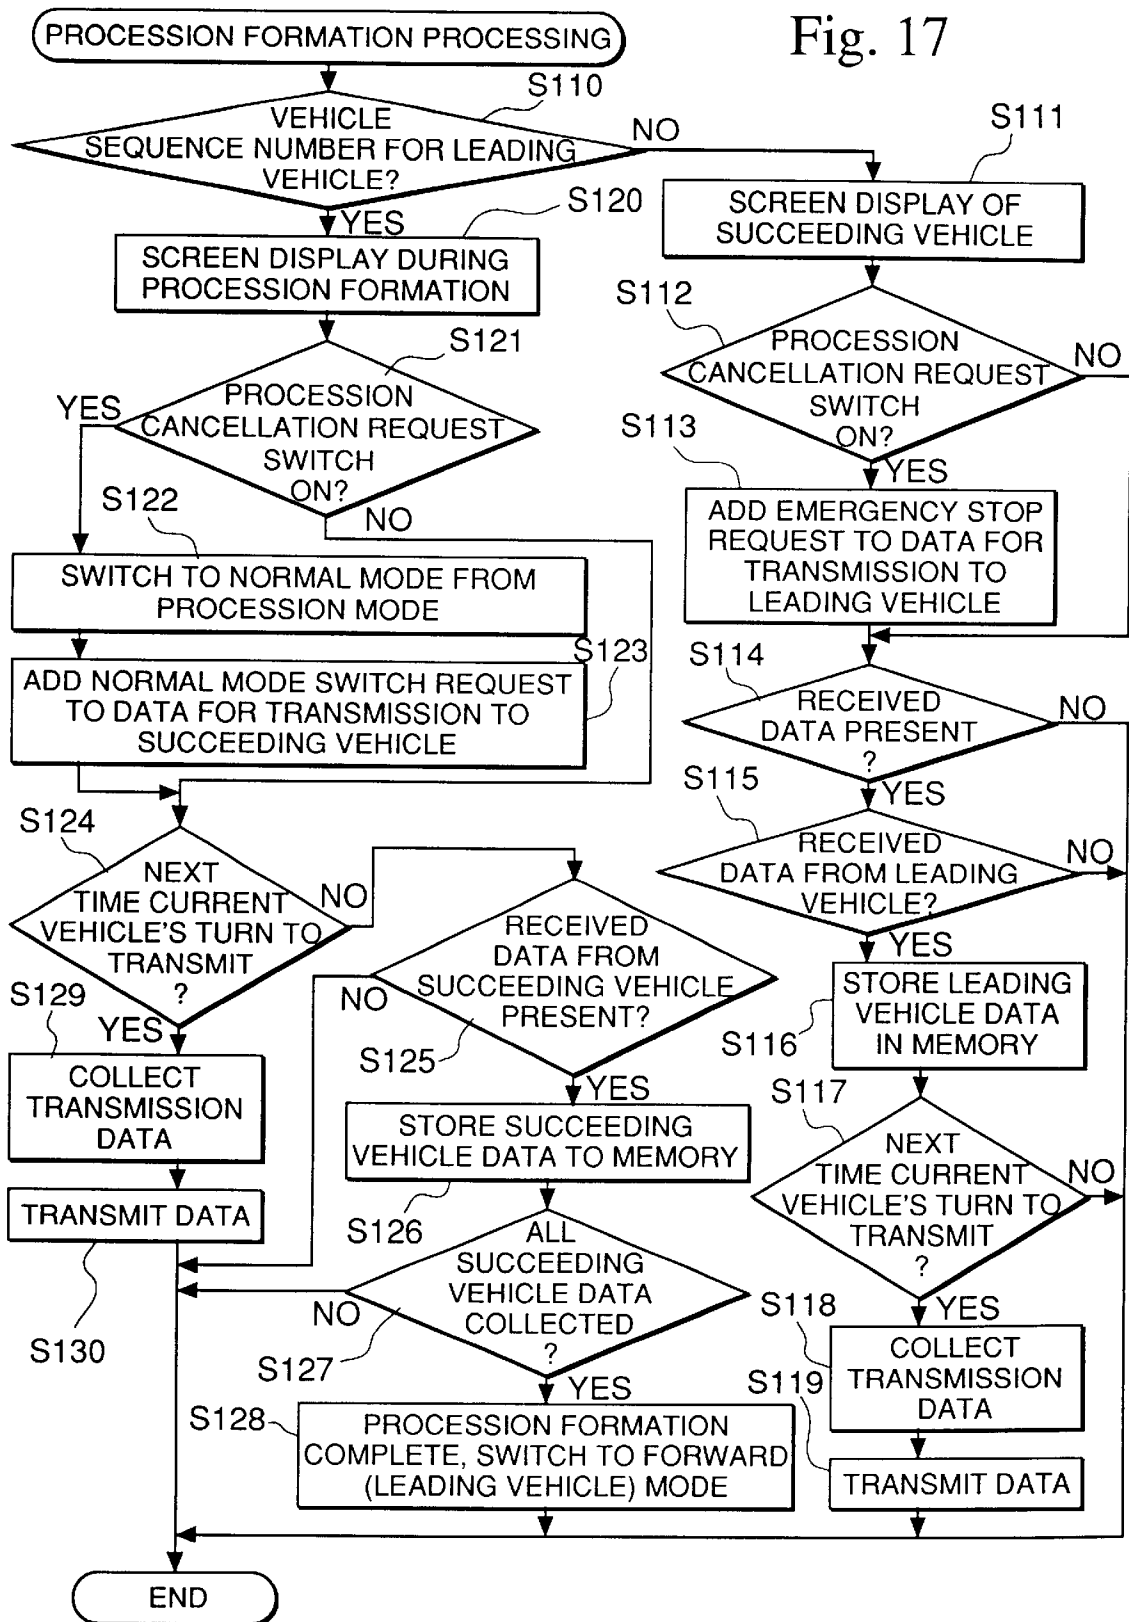 Fig. 17
PROCESSION FORMATION PROCESSING
S110
VEHICLE
SEQUENCE NUMBER FOR LEADING
VEHICLE?
NO
YES
S120
SCREEN DISPLAY DURING
PROCESSION FORMATION
S121
PROCESSION
CANCELLATION REQUEST
SWITCH
ON?
YES
NO
S122
SWITCH TO NORMAL MODE FROM
PROCESSION MODE
S123
ADD NORMAL MODE SWITCH REQUEST
TO DATA FOR TRANSMISSION TO
SUCCEEDING VEHICLE
S124
NEXT
TIME CURRENT
VEHICLE'S TURN TO
TRANSMIT
?
NO
YES
S129
COLLECT
TRANSMISSION
DATA
TRANSMIT DATA
S130
RECEIVED
DATA FROM
SUCCEEDING VEHICLE
PRESENT?
NO
S125
YES
STORE SUCCEEDING
VEHICLE DATA TO MEMORY
S126
ALL
SUCCEEDING
VEHICLE DATA
COLLECTED
?
NO
S127
YES
S128
PROCESSION FORMATION
COMPLETE, SWITCH TO FORWARD
(LEADING VEHICLE) MODE
S111
SCREEN DISPLAY OF
SUCCEEDING VEHICLE
S112
PROCESSION
CANCELLATION REQUEST
SWITCH
ON?
NO
S113
YES
ADD EMERGENCY STOP
REQUEST TO DATA FOR
TRANSMISSION TO
LEADING VEHICLE
S114
RECEIVED
DATA PRESENT
?
NO
S115
YES
RECEIVED
DATA FROM LEADING
VEHICLE?
NO
YES
STORE LEADING
VEHICLE DATA
IN MEMORY
S116
S117
NEXT
TIME CURRENT
VEHICLE'S TURN TO
TRANSMIT
?
NO
S118
YES
COLLECT
TRANSMISSION
DATA
S119
TRANSMIT DATA
END